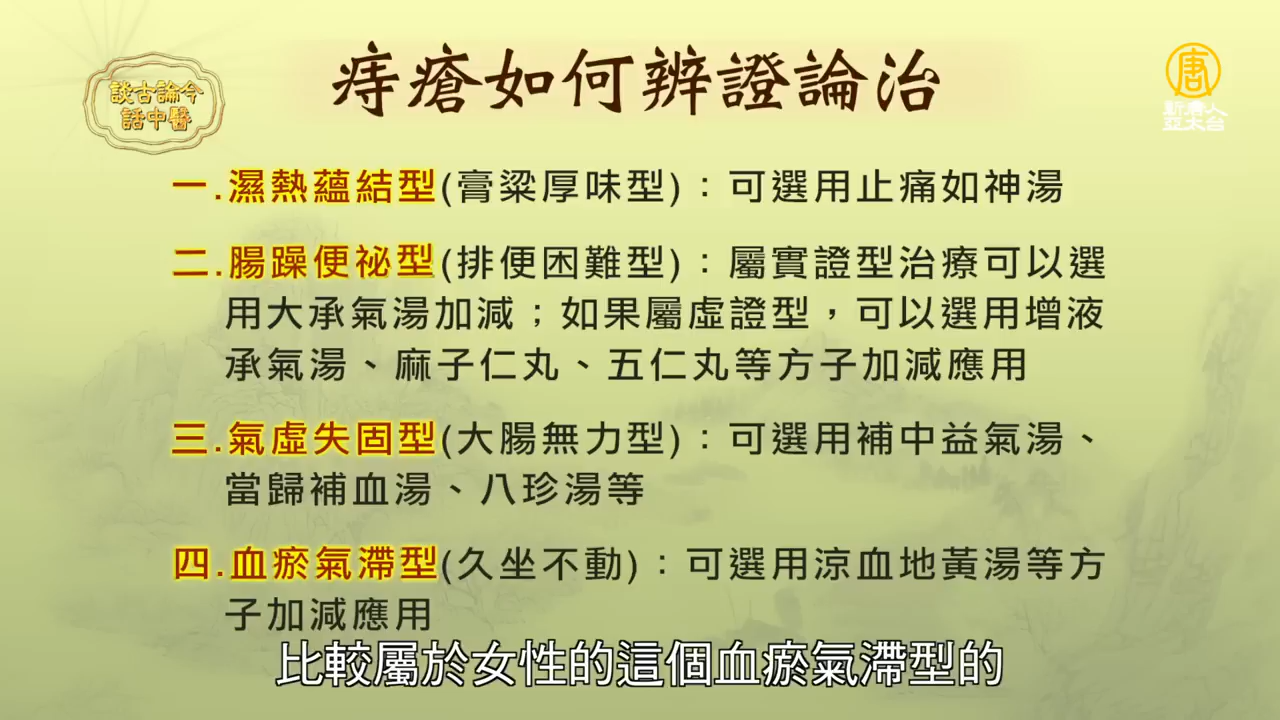 痔瘡如何辨證論治
談古論今
話中醫
新唐人
亞太台
一.濕熱蘊結型(膏粱厚味型)：可選用止痛如神湯
二.腸躁便祕型(排便困難型)：屬實證型治療可以選
用大承氣湯加減；如果屬虛證型，可以選用增液
承氣湯、麻子仁丸、五仁丸等方子加減應用
三.氣虛失固型(大腸無力型)：可選用補中益氣湯、
當歸補血湯、八珍湯等
四.血瘀氣滯型(久坐不動)：可選用涼血地黃湯等方
子加減應用
比較屬於女性的這個血瘀氣滯型的